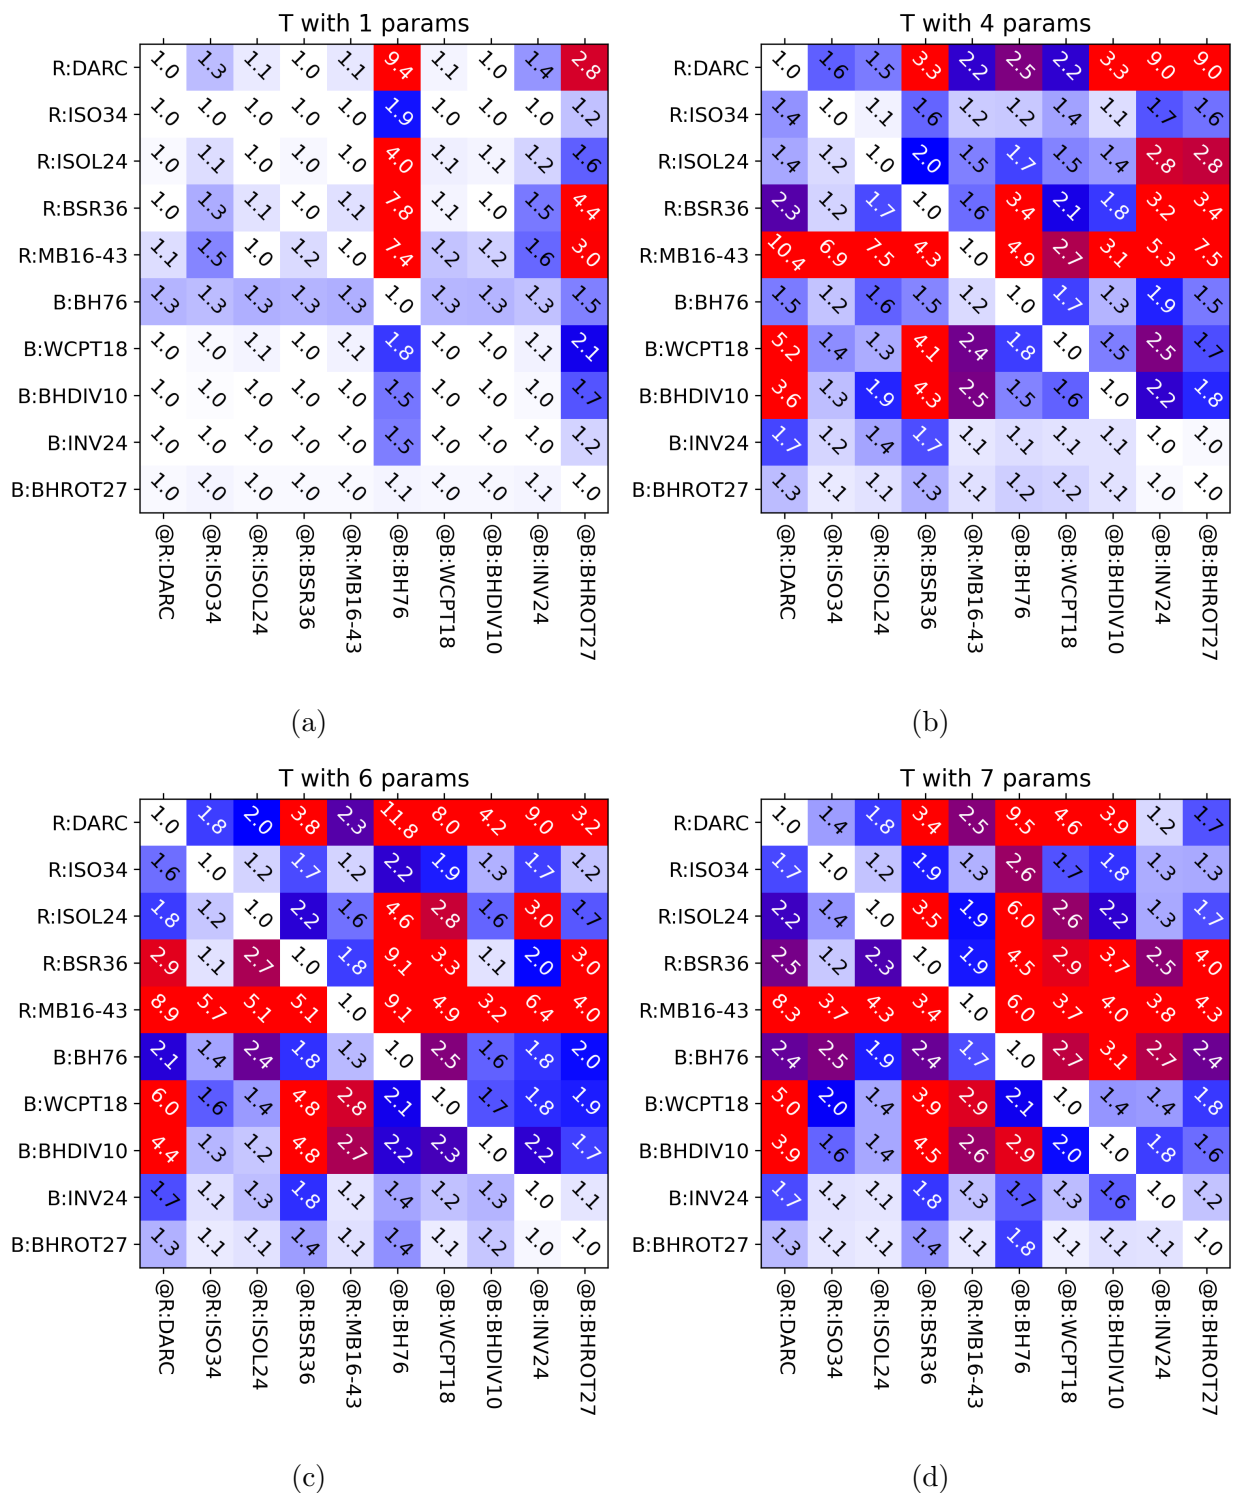 T with 1 params
R:DARC 1.0 1.3 1.1 1.0 1.1 9.4 1.1 1.0 1.4 2.8
R:ISO34 1.0 1.0 1.0 1.0 1.0 1.9 1.0 1.0 1.0 1.2
R:ISOL24 1.0 1.1 1.0 1.0 1.0 4.0 1.1 1.1 1.2 1.6
R:BSR36 1.0 1.3 1.1 1.0 1.1 7.8 1.1 1.0 1.5 4.4
R:MB16-43 1.1 1.5 1.0 1.2 1.0 7.4 1.2 1.2 1.6 3.0
B:BH76 1.3 1.3 1.3 1.3 1.3 1.0 1.3 1.3 1.3 1.5
B:WCPT18 1.0 1.0 1.1 1.0 1.1 1.8 1.0 1.0 1.1 2.1
B:BHDIV10 1.0 1.0 1.0 1.0 1.0 1.5 1.0 1.0 1.0 1.7
B:INV24 1.0 1.0 1.0 1.0 1.0 1.5 1.0 1.0 1.0 1.2
B:BHROT27 1.0 1.0 1.0 1.0 1.0 1.1 1.0 1.0 1.1 1.0
@R:DARC @R:ISO34 @R:ISOL24 @R:BSR36 @R:MB16-43 @B:BH76 @B:WCPT18 @B:BHDIV10 @B:INV24 @B:BHROT27
(a)
T with 4 params
R:DARC 1.0 1.6 1.5 3.3 2.2 2.5 2.2 3.3 9.0 9.0
R:ISO34 1.4 1.0 1.1 1.6 1.2 1.2 1.4 1.1 1.7 1.6
R:ISOL24 1.4 1.2 1.0 2.0 1.5 1.7 1.5 1.4 2.8 2.8
R:BSR36 2.3 1.2 1.7 1.0 1.6 3.4 2.1 1.8 3.2 3.4
R:MB16-43 10.4 6.9 7.5 4.3 1.0 4.9 2.7 3.1 5.3 7.5
B:BH76 1.5 1.2 1.6 1.5 1.2 1.0 1.7 1.3 1.9 1.5
B:WCPT18 5.2 1.4 1.3 4.1 2.4 1.8 1.0 1.5 2.5 1.7
B:BHDIV10 3.6 1.3 1.9 4.3 2.5 1.5 1.6 1.0 2.2 1.8
B:INV24 1.7 1.2 1.4 1.7 1.1 1.1 1.1 1.1 1.0 1.0
B:BHROT27 1.3 1.1 1.1 1.3 1.1 1.2 1.2 1.1 1.0 1.0
@R:DARC @R:ISO34 @R:ISOL24 @R:BSR36 @R:MB16-43 @B:BH76 @B:WCPT18 @B:BHDIV10 @B:INV24 @B:BHROT27
(b)
T with 6 params
R:DARC 1.0 1.8 2.0 3.8 2.3 11.8 8.0 4.2 9.0 3.2
R:ISO34 1.6 1.0 1.2 1.7 1.2 2.2 1.9 1.3 1.7 1.2
R:ISOL24 1.8 1.2 1.0 2.2 1.6 4.6 2.8 1.6 3.0 1.7
R:BSR36 2.9 1.1 2.7 1.0 1.8 9.1 3.3 1.1 2.0 3.0
R:MB16-43 8.9 5.7 5.1 5.1 1.0 9.1 4.9 3.2 6.4 4.0
B:BH76 2.1 1.4 2.4 1.8 1.3 1.0 2.5 1.6 1.8 2.0
B:WCPT18 6.0 1.6 1.4 4.8 2.8 2.1 1.0 1.7 1.8 1.9
B:BHDIV10 4.4 1.3 1.2 4.8 2.7 2.2 2.3 1.0 2.2 1.7
B:INV24 1.7 1.1 1.3 1.8 1.1 1.4 1.2 1.3 1.0 1.1
B:BHROT27 1.3 1.1 1.1 1.4 1.1 1.4 1.1 1.2 1.0 1.0
@R:DARC @R:ISO34 @R:ISOL24 @R:BSR36 @R:MB16-43 @B:BH76 @B:WCPT18 @B:BHDIV10 @B:INV24 @B:BHROT27
(c)
T with 7 params
R:DARC 1.0 1.4 1.8 3.4 2.5 9.5 4.6 3.9 1.2 1.7
R:ISO34 1.7 1.0 1.2 1.9 1.3 2.6 1.7 1.8 1.3 1.3
R:ISOL24 2.2 1.4 1.0 3.5 1.9 6.0 2.6 2.2 1.3 1.7
R:BSR36 2.5 1.2 2.3 1.0 1.9 4.5 2.9 3.7 2.5 4.0
R:MB16-43 8.3 3.7 4.3 3.4 1.0 6.0 3.7 4.0 3.8 4.3
B:BH76 2.4 2.5 1.9 2.4 1.7 1.0 2.7 3.1 2.7 2.4
B:WCPT18 5.0 2.0 1.4 3.9 2.9 2.1 1.0 1.4 1.4 1.8
B:BHDIV10 3.9 1.6 1.4 4.5 2.6 2.9 2.0 1.0 1.8 1.6
B:INV24 1.7 1.1 1.1 1.8 1.3 1.7 1.3 1.6 1.0 1.2
B:BHROT27 1.3 1.1 1.1 1.4 1.1 1.8 1.1 1.1 1.1 1.0
@R:DARC @R:ISO34 @R:ISOL24 @R:BSR36 @R:MB16-43 @B:BH76 @B:WCPT18 @B:BHDIV10 @B:INV24 @B:BHROT27
(d)